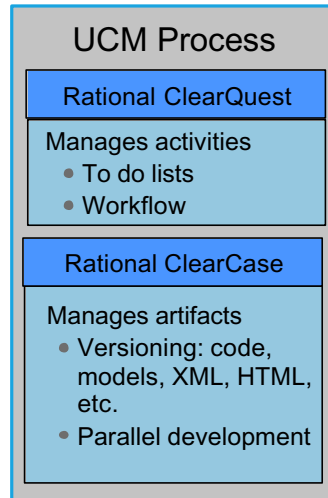 UCM Process
Rational ClearQuest
Manages activities
• To do lists
• Workflow
Rational ClearCase
Manages artifacts
• Versioning: code,
models, XML, HTML,
etc.
• Parallel development